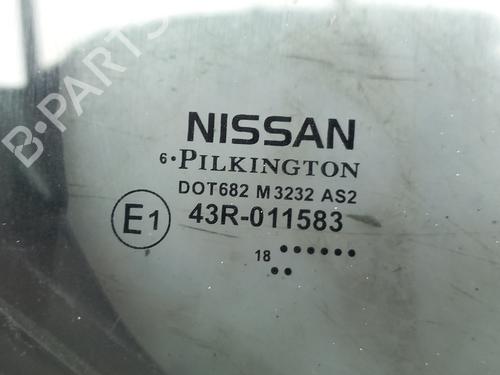 B-PARTS
NISSAN
6•PILKINGTON
DOT682 M3232 AS2
E1 43R-011583
18 ••••••
••